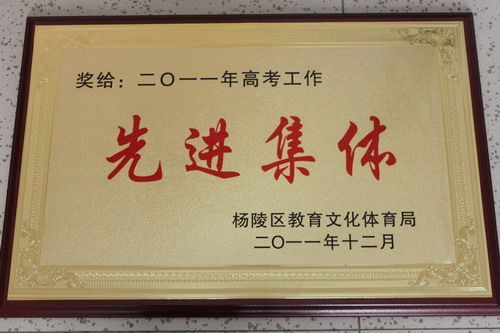 奖给：二〇一一年高考工作
先进集体
杨陵区教育文化体育局
二〇一一年十二月